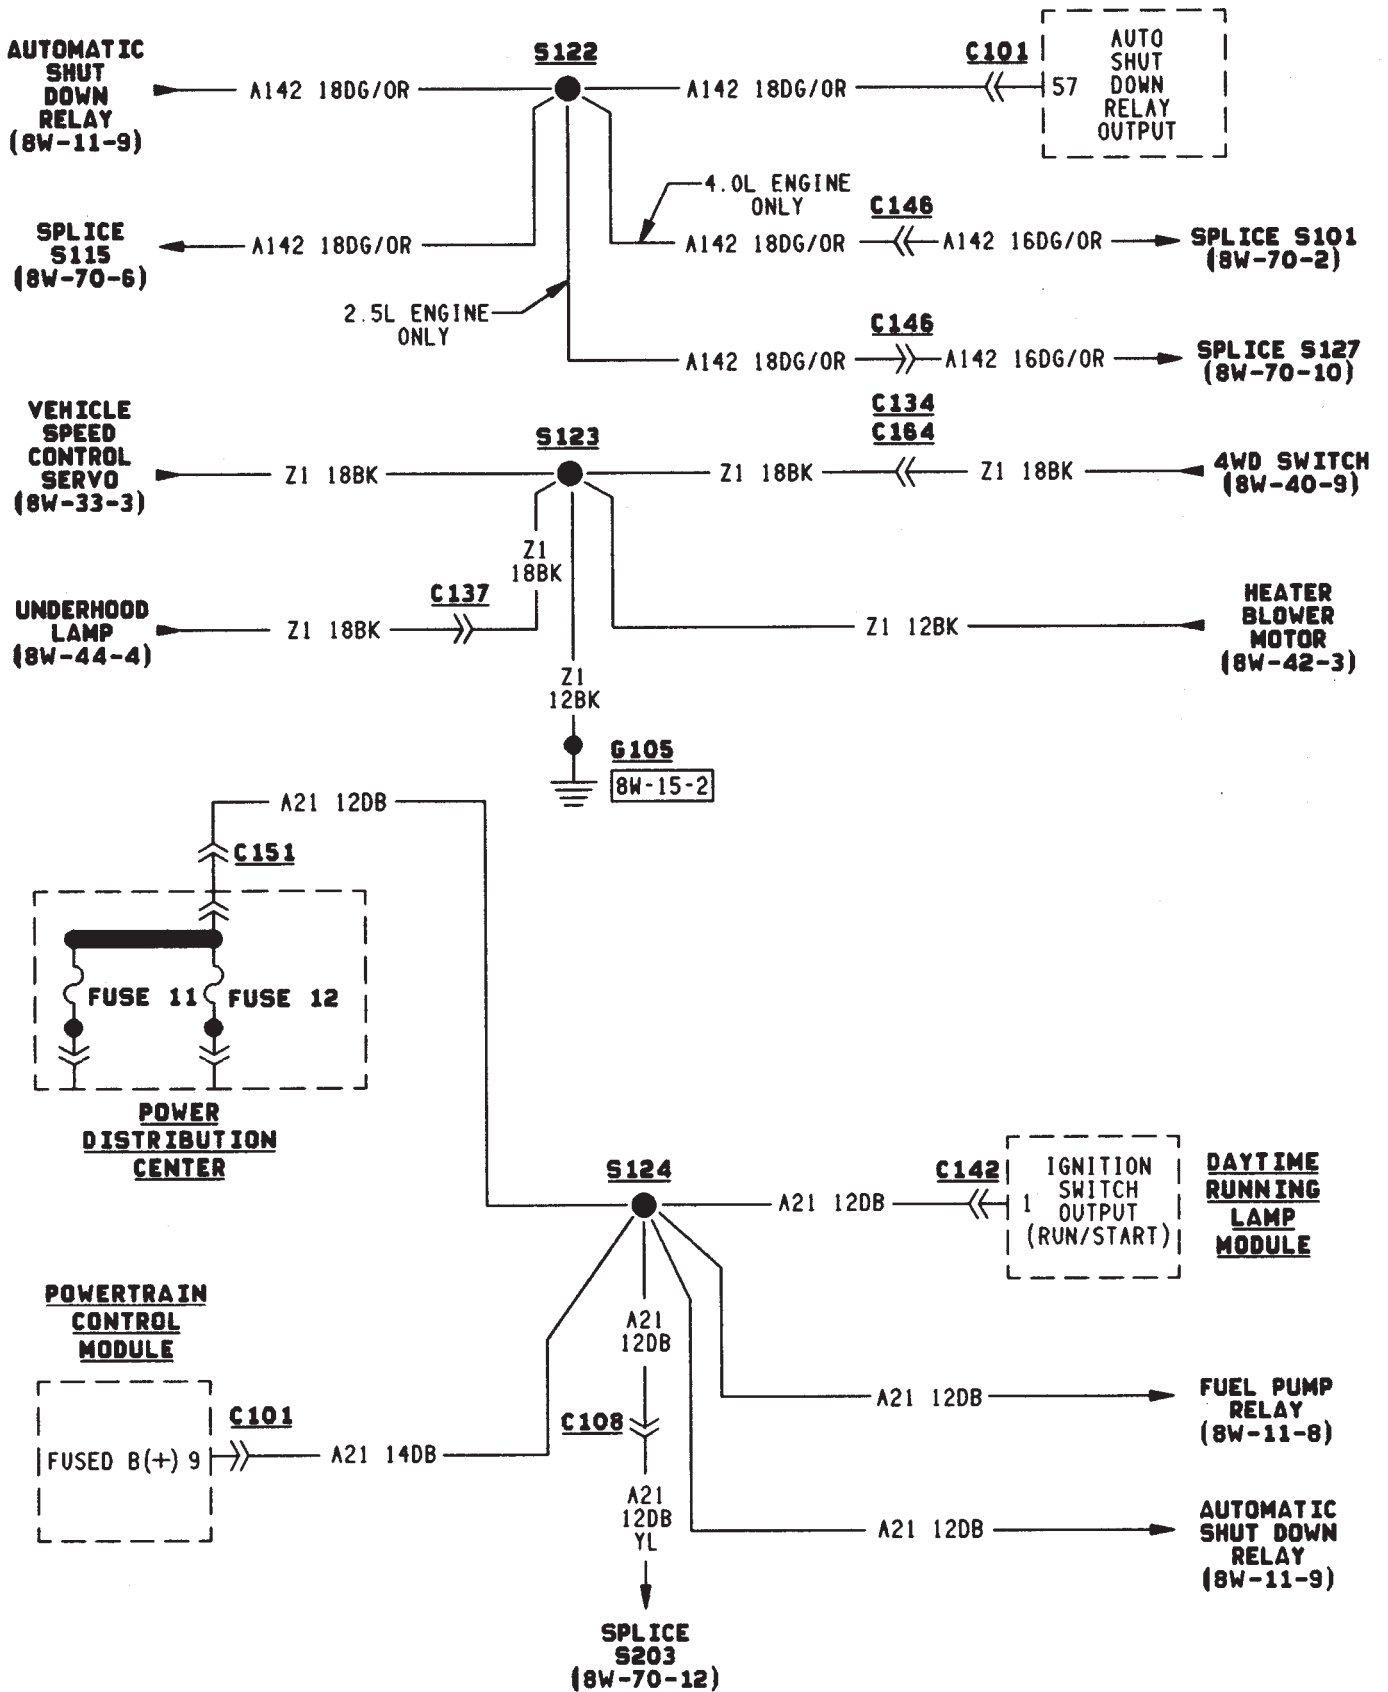 AUTOMATIC
SHUT
DOWN
RELAY
(8W-11-9)
A142 18DG/OR
S122
A142 18DG/OR
C101
57
AUTO
SHUT
DOWN
RELAY
OUTPUT
SPLICE
S115
(8W-70-6)
A142 18DG/OR
4.0L ENGINE
ONLY
A142 18DG/OR
C146
A142 16DG/OR
SPLICE S101
(8W-70-2)
2.5L ENGINE
ONLY
A142 18DG/OR
C146
A142 16DG/OR
SPLICE S127
(8W-70-10)
VEHICLE
SPEED
CONTROL
SERVO
(8W-33-3)
Z1 18BK
S123
Z1 18BK
C134
C164
Z1 18BK
4WD SWITCH
(8W-40-9)
UNDERHOOD
LAMP
(8W-44-4)
Z1 18BK
C137
Z1
18BK
Z1
12BK
G105
8W-15-2
Z1 12BK
HEATER
BLOWER
MOTOR
(8W-42-3)
A21 12DB
C151
FUSE 11
FUSE 12
POWER
DISTRIBUTION
CENTER
S124
A21 12DB
C142
1
IGNITION
SWITCH
OUTPUT
(RUN/START)
DAYTIME
RUNNING
LAMP
MODULE
POWERTRAIN
CONTROL
MODULE
FUSED B(+) 9
C101
A21 14DB
A21
12DB
C108
A21
12DB
YL
SPLICE
S203
(8W-70-12)
A21 12DB
FUEL PUMP
RELAY
(8W-11-8)
A21 12DB
AUTOMATIC
SHUT DOWN
RELAY
(8W-11-9)